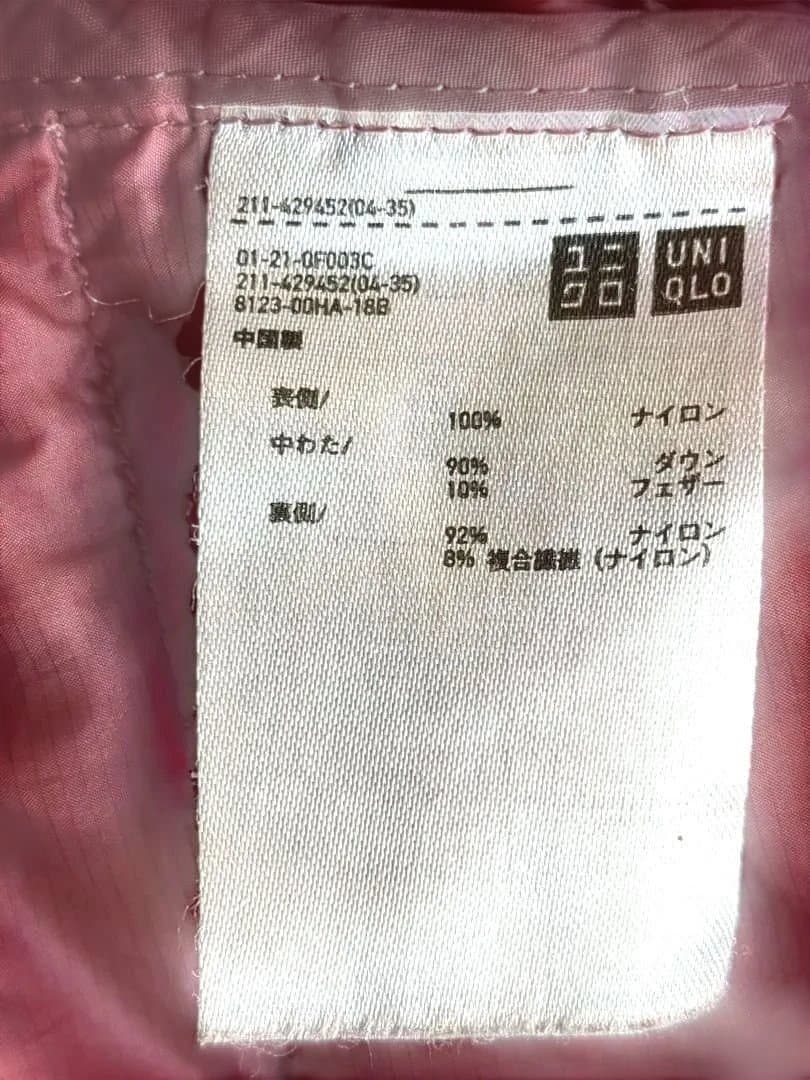 211-429452(04-35)
ユニ
クロ
UNI
QLO
01-21-0F003C
211-429452(04-35)
8123-00HA-18B
中国製
表側/
100% ナイロン
中わた/
90% ダウン
10% フェザー
裏側/
92% ナイロン
8% 複合繊維(ナイロン)